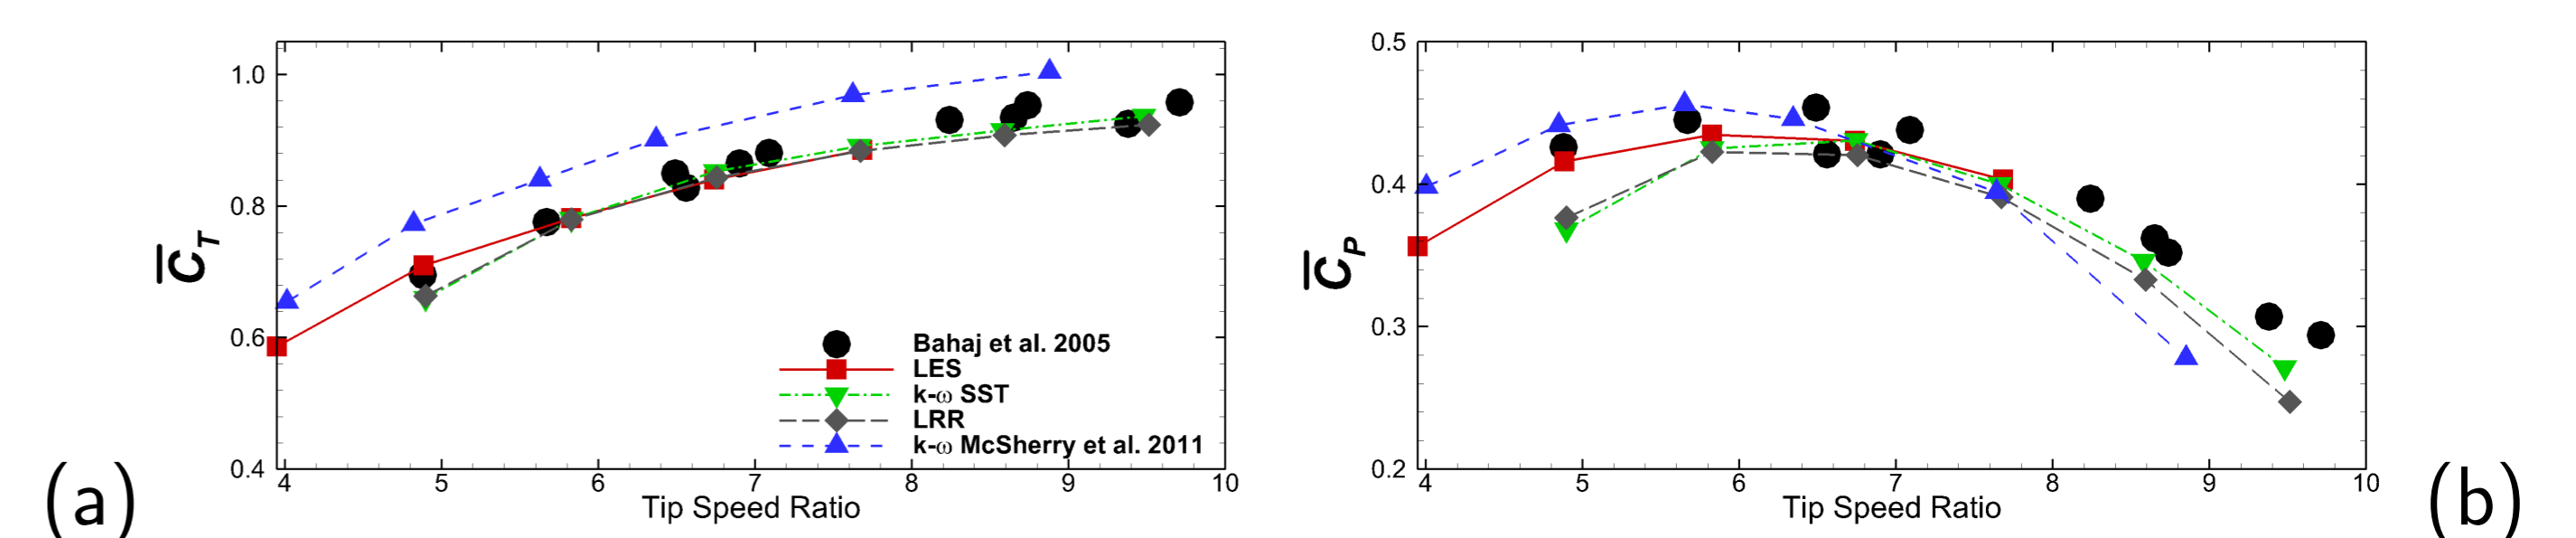 1.0
0.8
0.6
0.4
C̅T
4 5 6 7 8 9 10
Tip Speed Ratio
Bahaj et al. 2005
LES
k-ω SST
LRR
k-ω McSherry et al. 2011
(a)
0.5
0.4
0.3
0.2
C̅P
4 5 6 7 8 9 10
Tip Speed Ratio
(b)